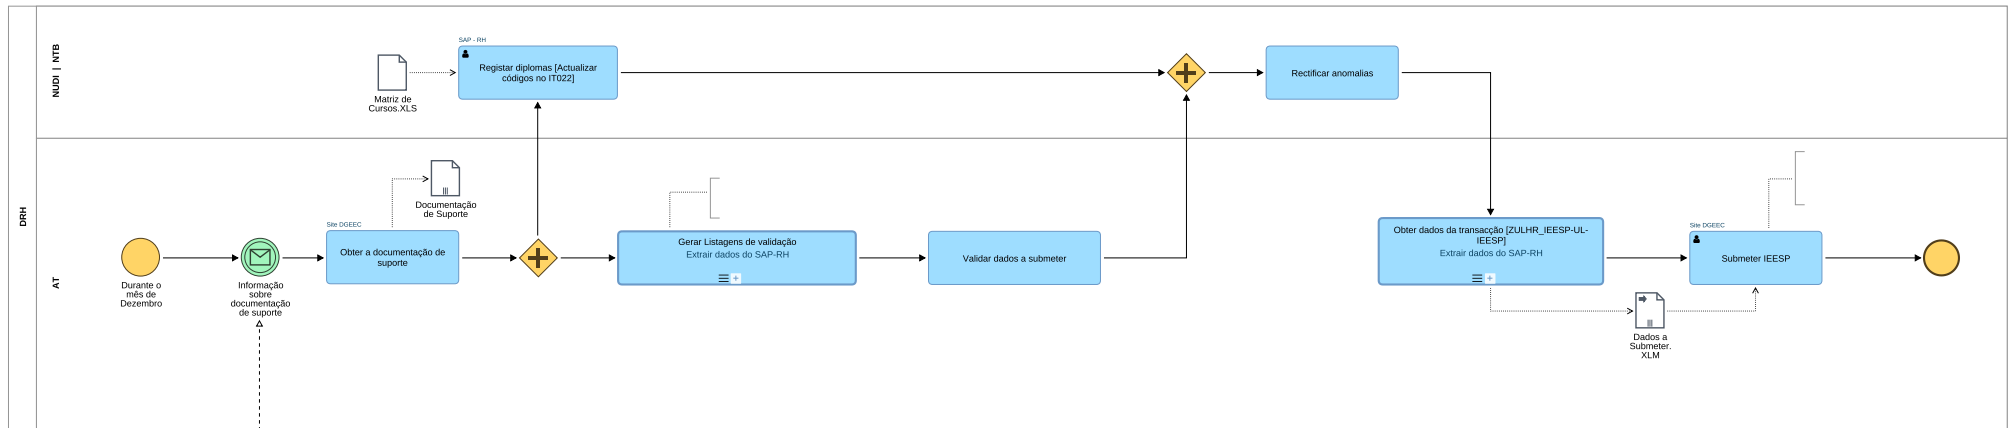 DRH
NUDI | NTB
SAP - RH
Registar diplomas [Actualizar
códigos no IT022]
Matriz de
Cursos.XLS
Rectificar anomalias
AT
Durante o
mês de
Dezembro
Informação
sobre
documentação
de suporte
Site DGEEC
Obter a documentação de
suporte
Documentação
de Suporte
Gerar Listagens de validação
Extrair dados do SAP-RH
Validar dados a submeter
Obter dados da transacção [ZULHR_IEESP-UL-
IEESP]
Extrair dados do SAP-RH
Site DGEEC
Submeter IEESP
Dados a
Submeter.
XLM